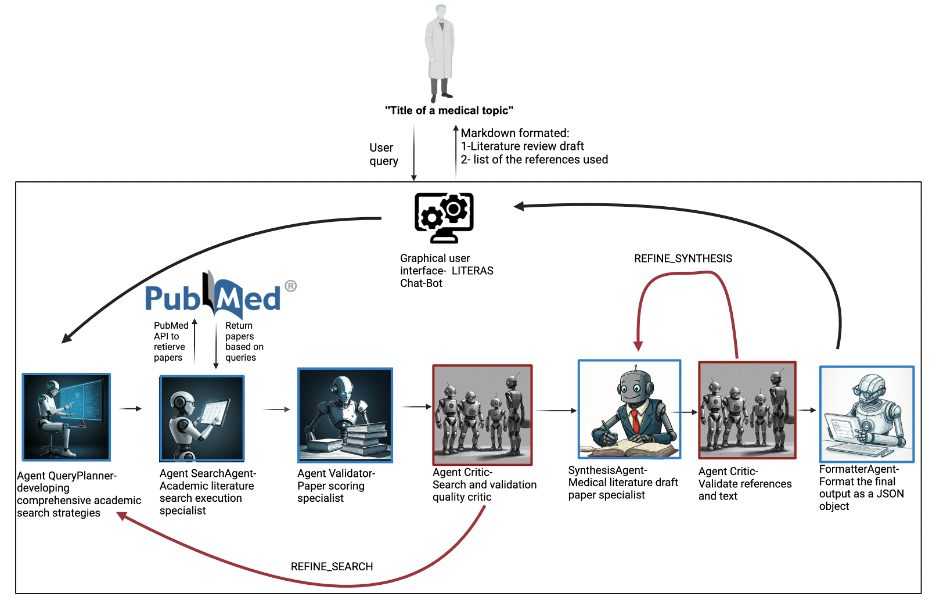 "Title of a medical topic"
User
query
Markdown formated:
1-Literature review draft
2- list of the references used
Graphical user
interface- LITERAS
Chat-Bot
REFINE_SYNTHESIS
PubMed®
PubMed
API to
retierve
papers
Return
papers
based on
queries
Agent QueryPlanner-
developing
comprehensive academic
search strategies
Agent SearchAgent-
Academic literature
search execution
specialist
Agent Validator-
Paper scoring
specialist
Agent Critic-
Search and validation
quality critic
SynthesisAgent-
Medical literature draft
paper specialist
Agent Critic-
Validate references
and text
FormatterAgent-
Format the final
output as a JSON
object
REFINE_SEARCH